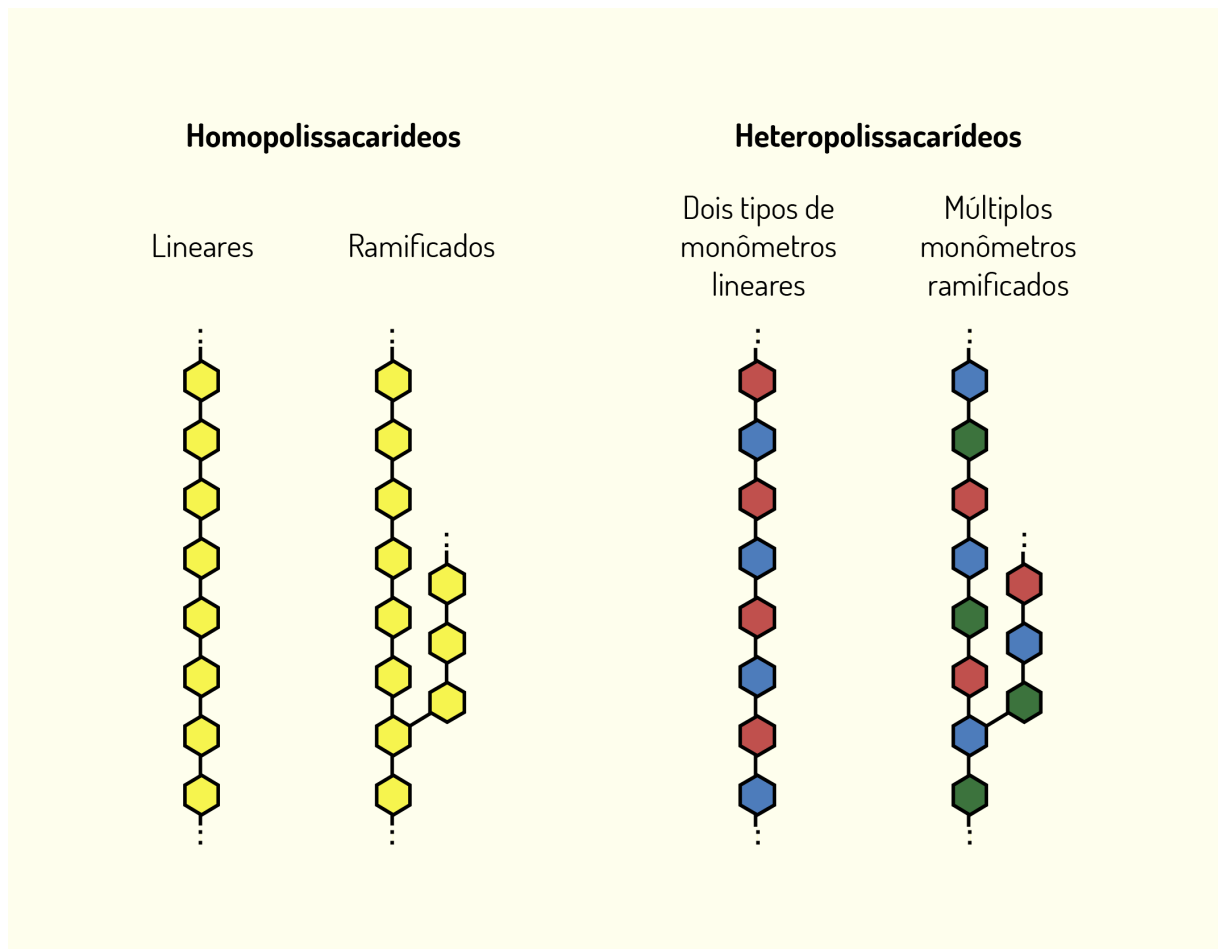 Homopolissacarideos
Heteropolissacarídeos
Lineares
Ramificados
Dois tipos de
monômetros
lineares
Múltiplos
monômetros
ramificados